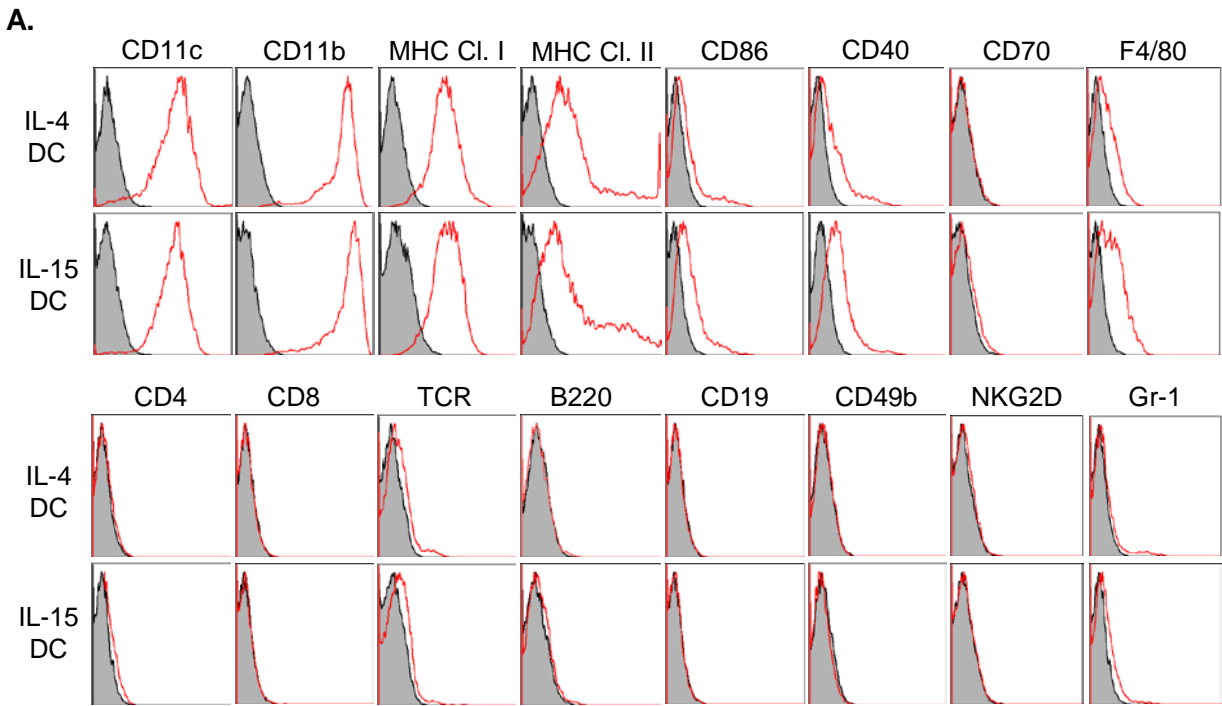 A.
CD11c CD11b MHC Cl. I MHC Cl. II CD86 CD40 CD70 F4/80
IL-4
DC
IL-15
DC
CD4 CD8 TCR B220 CD19 CD49b NKG2D Gr-1
IL-4
DC
IL-15
DC